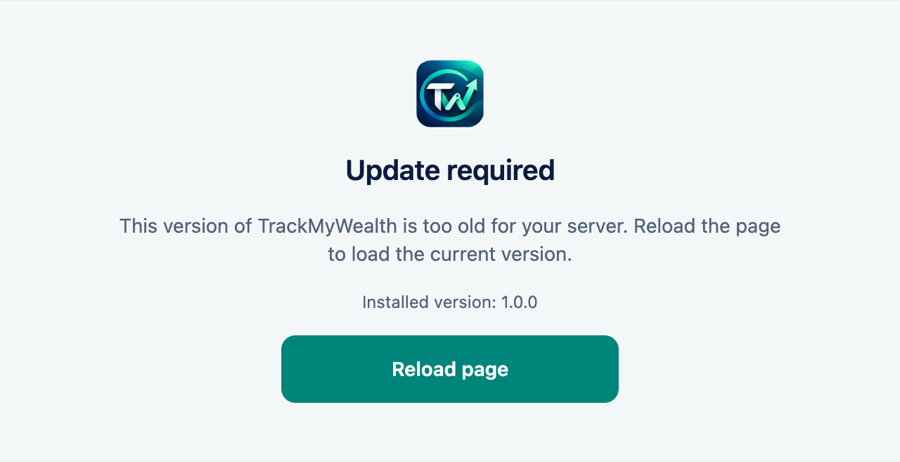 TW
Update required
This version of TrackMyWealth is too old for your server. Reload the page
to load the current version.
Installed version: 1.0.0
Reload page